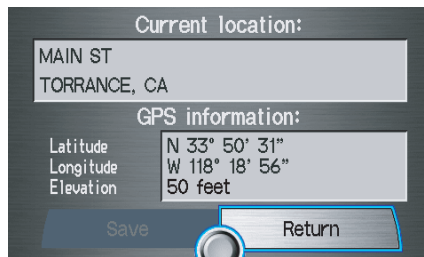 Current location:
MAIN ST
TORRANCE, CA
GPS information:
Latitude N 33° 50' 31”
Longitude W 118° 18' 56”
Elevation 50 feet
Save Return